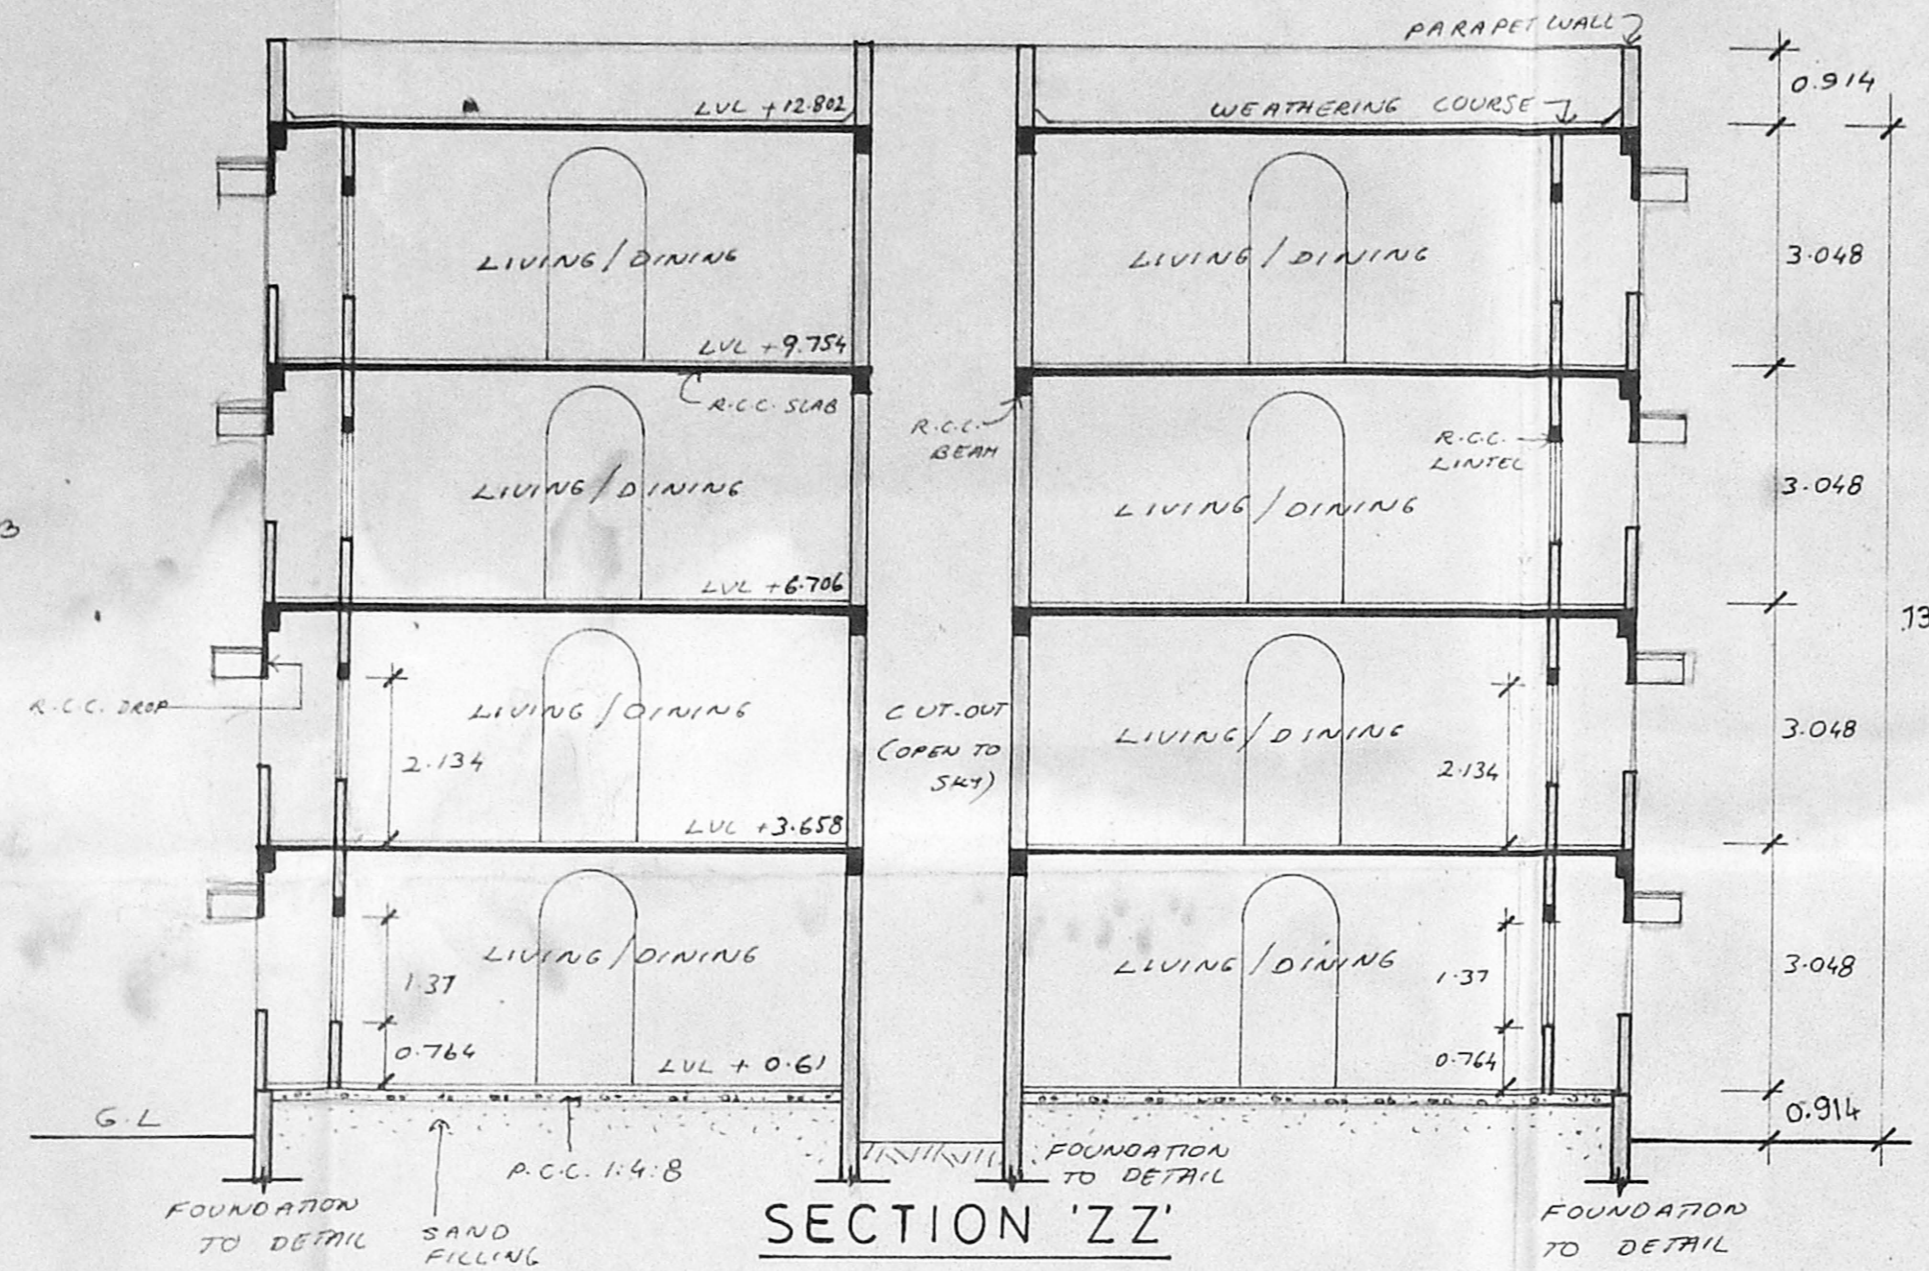 PARAPET WALL
0.914
LVL +12.802
WEATHERING COURSE
LIVING/DINING
LIVING/DINING
3.048
LVL +9.754
R.C.C. SLAB
R.C.C.
BEAM
R.C.C.
LINTEL
LIVING/DINING
LIVING/DINING
3.048
3
LVL +6.706
13
R.C.C. DROP
LIVING/DINING
CUT-OUT
(OPEN TO
SKY)
LIVING/DINING
3.048
2.134
2.134
LVL +3.658
LIVING/DINING
LIVING/DINING
3.048
1.37
1.37
0.764
LVL + 0.61
0.764
G.L
0.914
P.C.C. 1:4:8
FOUNDATION
TO DETAIL
FOUNDATION
TO DETAIL
SAND
FILLING
SECTION 'ZZ'
FOUNDATION
TO DETAIL